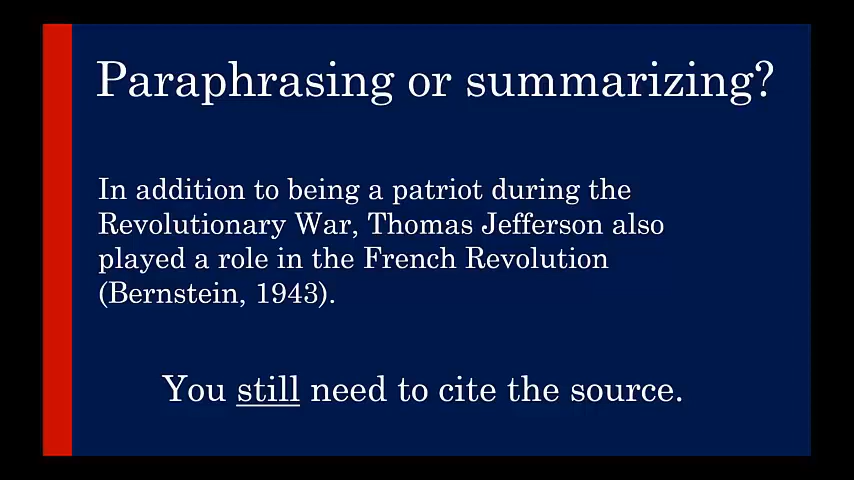 Paraphrasing or summarizing?
In addition to being a patriot during the
Revolutionary War, Thomas Jefferson also
played a role in the French Revolution
(Bernstein, 1943).
You still need to cite the source.